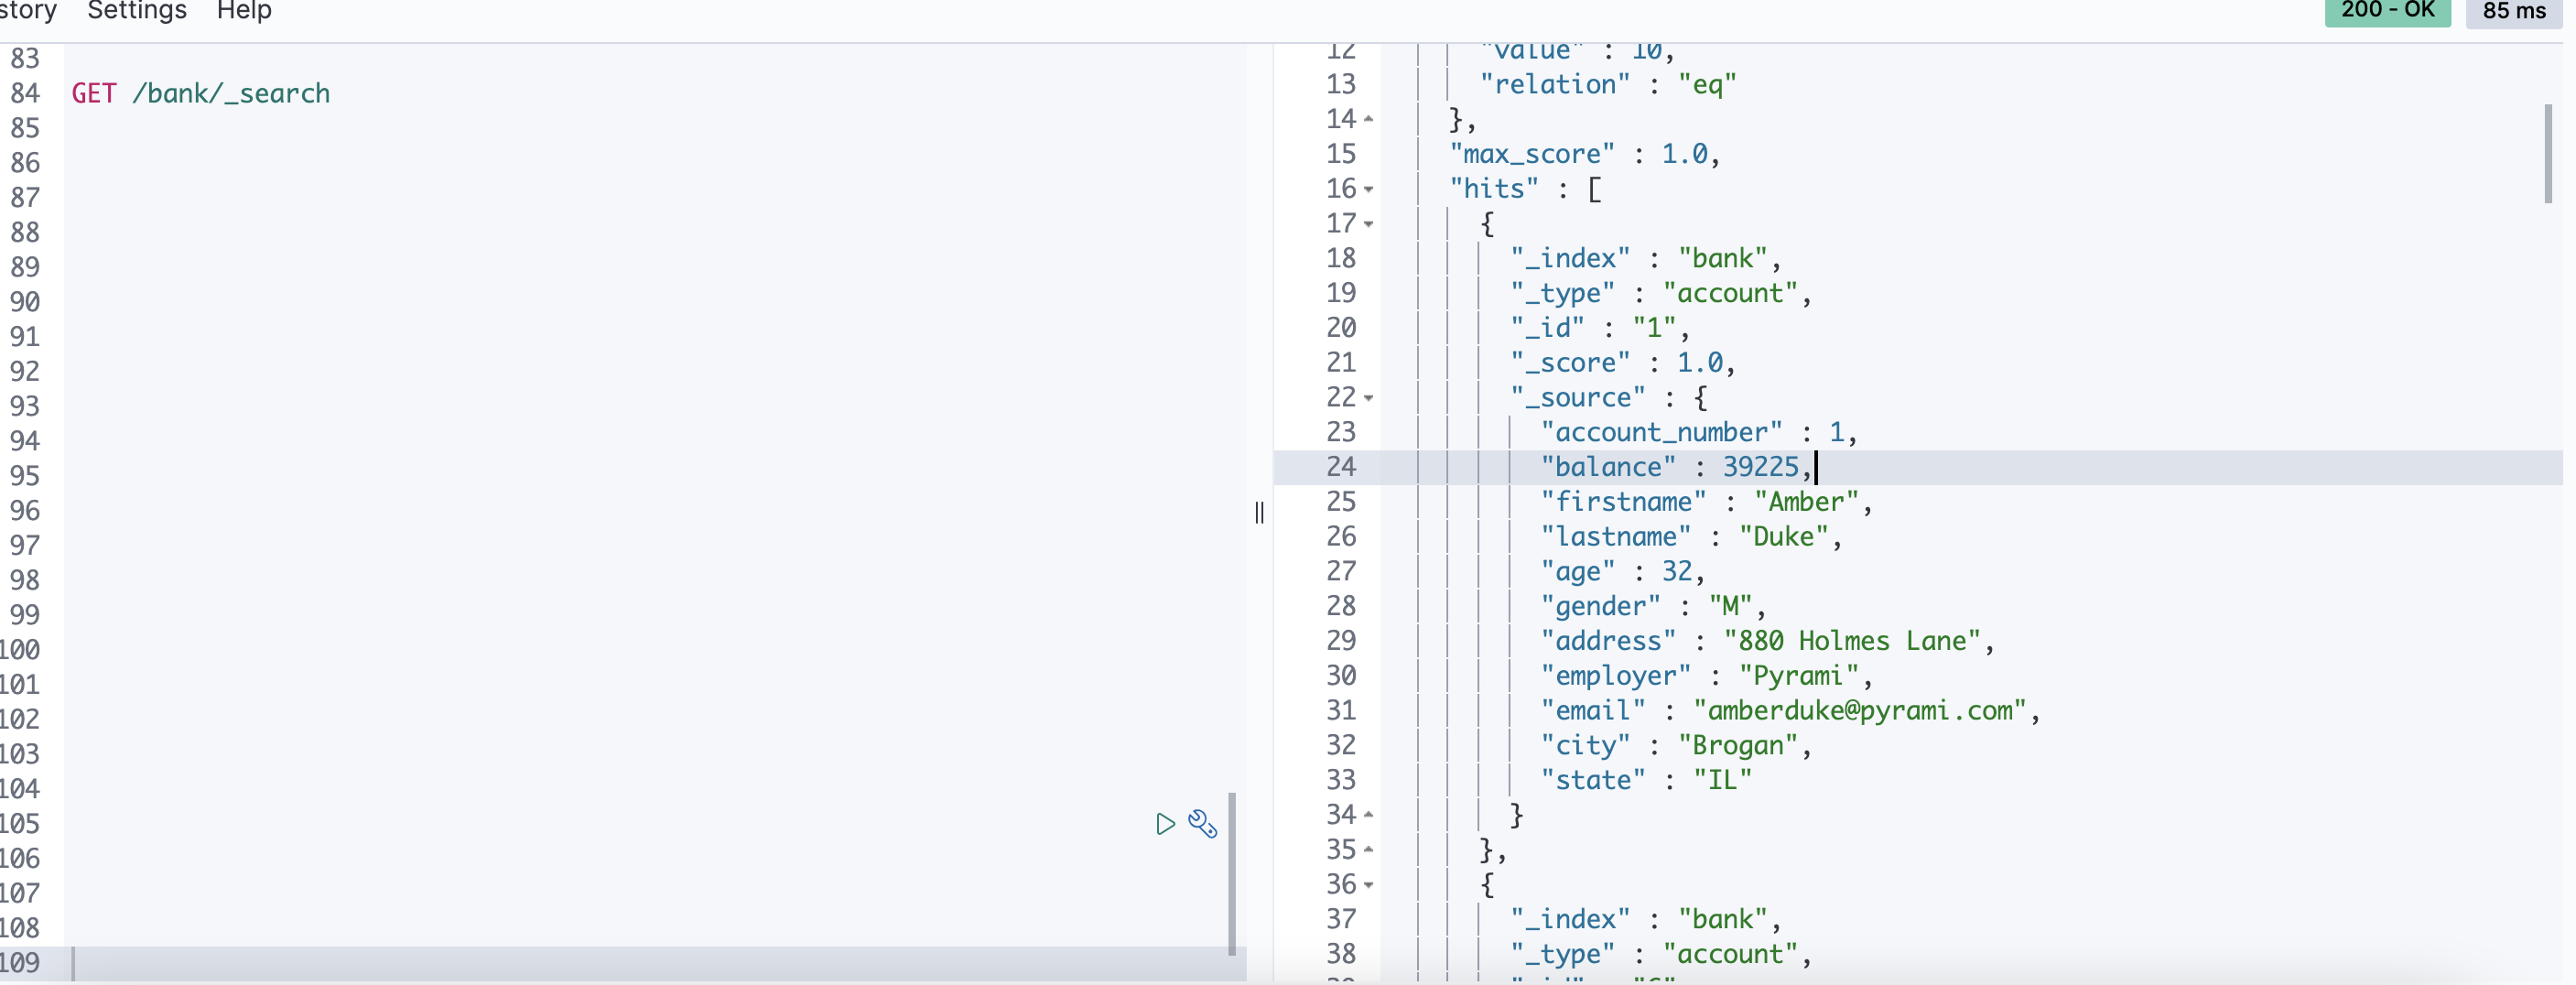 story Settings Help
200 - OK 85 ms
83
84 GET /bank/_search
85
86
87
88
89
90
91
92
93
94
95
96
97
98
99
100
101
102
103
104
105
106
107
108
109
12 "value" : 10,
13 "relation" : "eq"
14 },
15 "max_score" : 1.0,
16 "hits" : [
17 {
18 "_index" : "bank",
19 "_type" : "account",
20 "_id" : "1",
21 "_score" : 1.0,
22 "_source" : {
23 "account_number" : 1,
24 "balance" : 39225,
25 "firstname" : "Amber",
26 "lastname" : "Duke",
27 "age" : 32,
28 "gender" : "M",
29 "address" : "880 Holmes Lane",
30 "employer" : "Pyrami",
31 "email" : "amberduke@pyrami.com",
32 "city" : "Brogan",
33 "state" : "IL"
34 }
35 },
36 {
37 "_index" : "bank",
38 "_type" : "account",